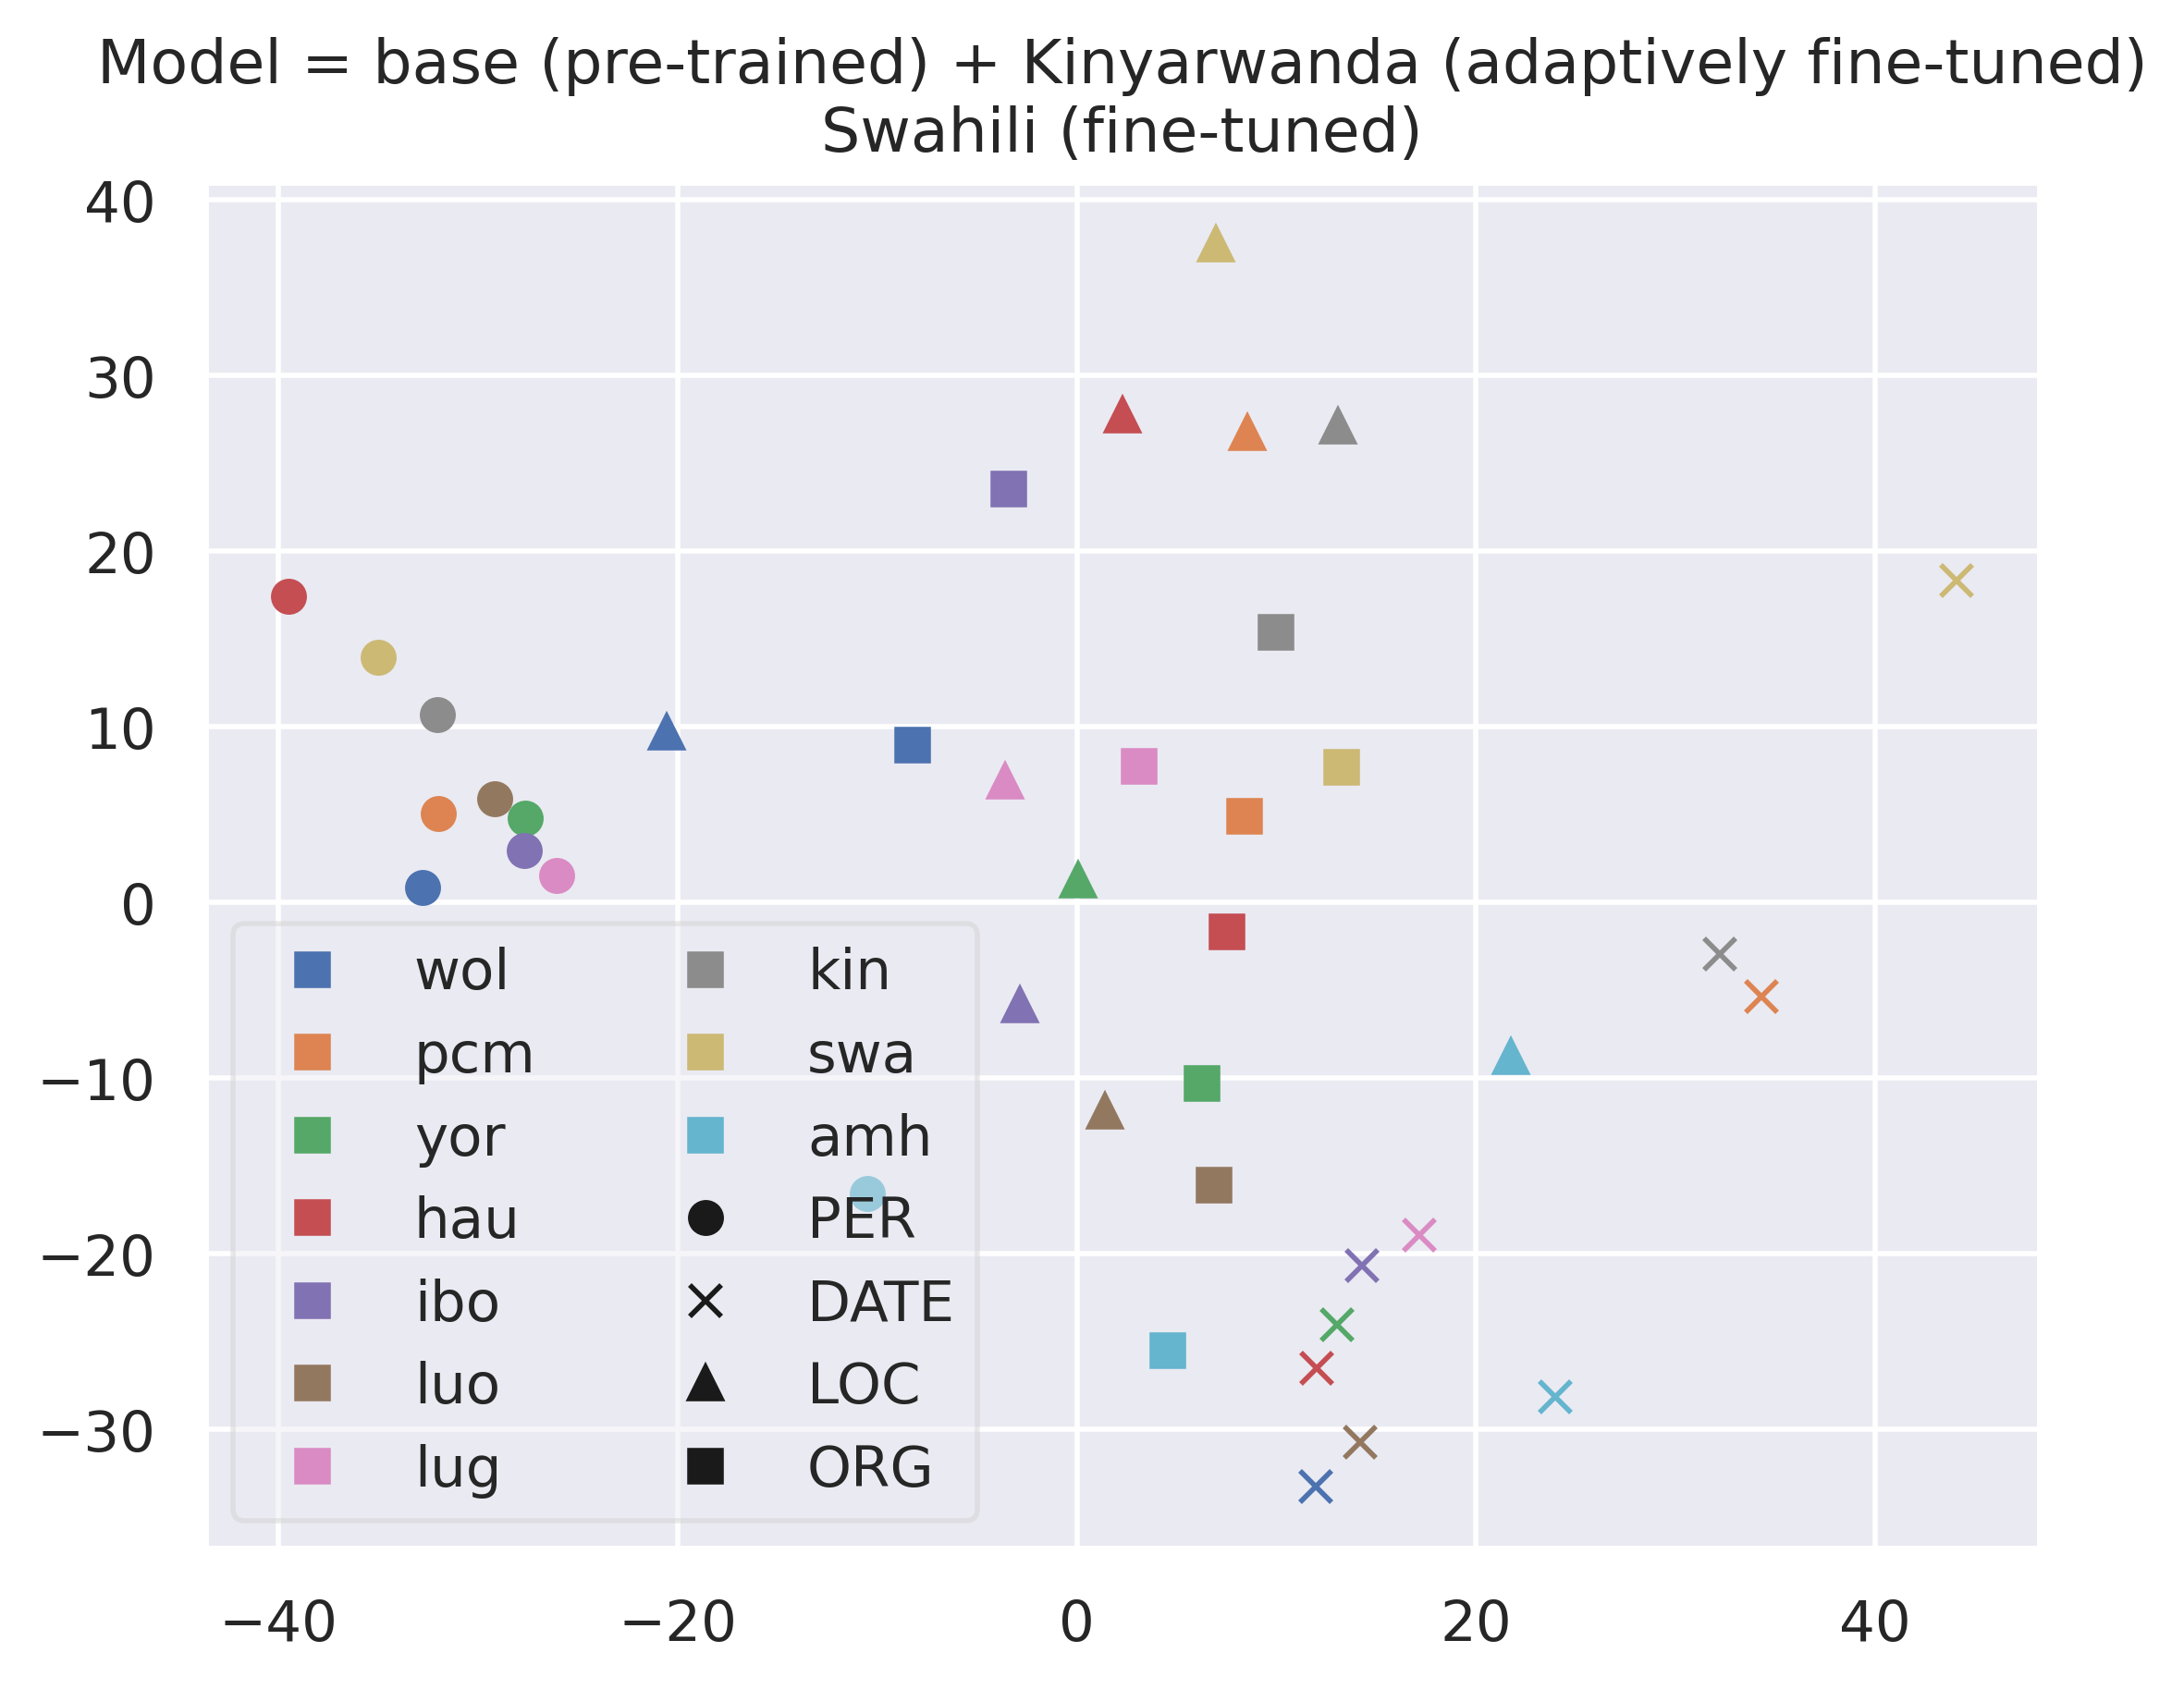 Model = base (pre-trained) + Kinyarwanda (adaptively fine-tuned)
Swahili (fine-tuned)
40
30
20
10
0
−10
−20
−30
wol
pcm
yor
hau
ibo
luo
lug
kin
swa
amh
PER
DATE
LOC
ORG
−40
−20
0
20
40